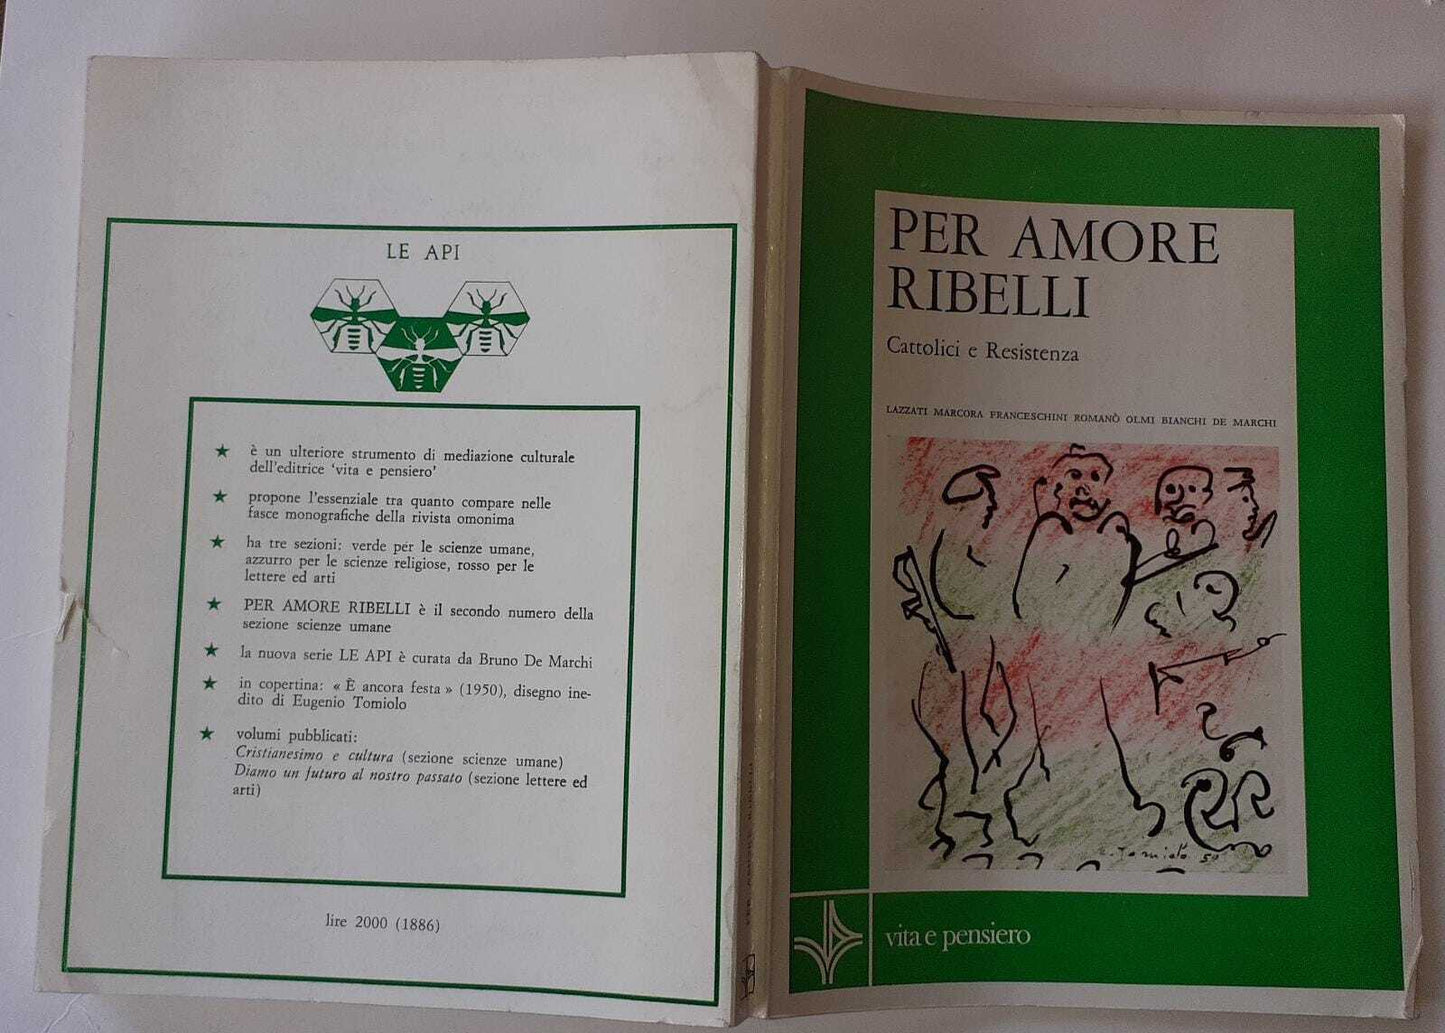 LE API
★ è un ulteriore strumento di mediazione culturale
dell'editrice 'vita e pensiero'
★ propone l'essenziale tra quanto compare nelle
fasce monografiche della rivista omonima
★ ha tre sezioni: verde per le scienze umane,
azzurro per le scienze religiose, rosso per le
lettere ed arti
★ PER AMORE RIBELLI è il secondo numero della
sezione scienze umane
★ la nuova serie LE API è curata da Bruno De Marchi
★ in copertina: « È ancora festa » (1950), disegno ine-
dito di Eugenio Tomiolo
★ volumi pubblicati:
Cristianesimo e cultura (sezione scienze umane)
Diamo un futuro al nostro passato (sezione lettere ed
arti)
lire 2000 (1886)
PER AMORE RIBELLI
PER AMORE
RIBELLI
Cattolici e Resistenza
LAZZATI MARCORA FRANCESCHINI ROMANÒ OLMI BIANCHI DE MARCHI
E. Tomiolo 50
vita e pensiero